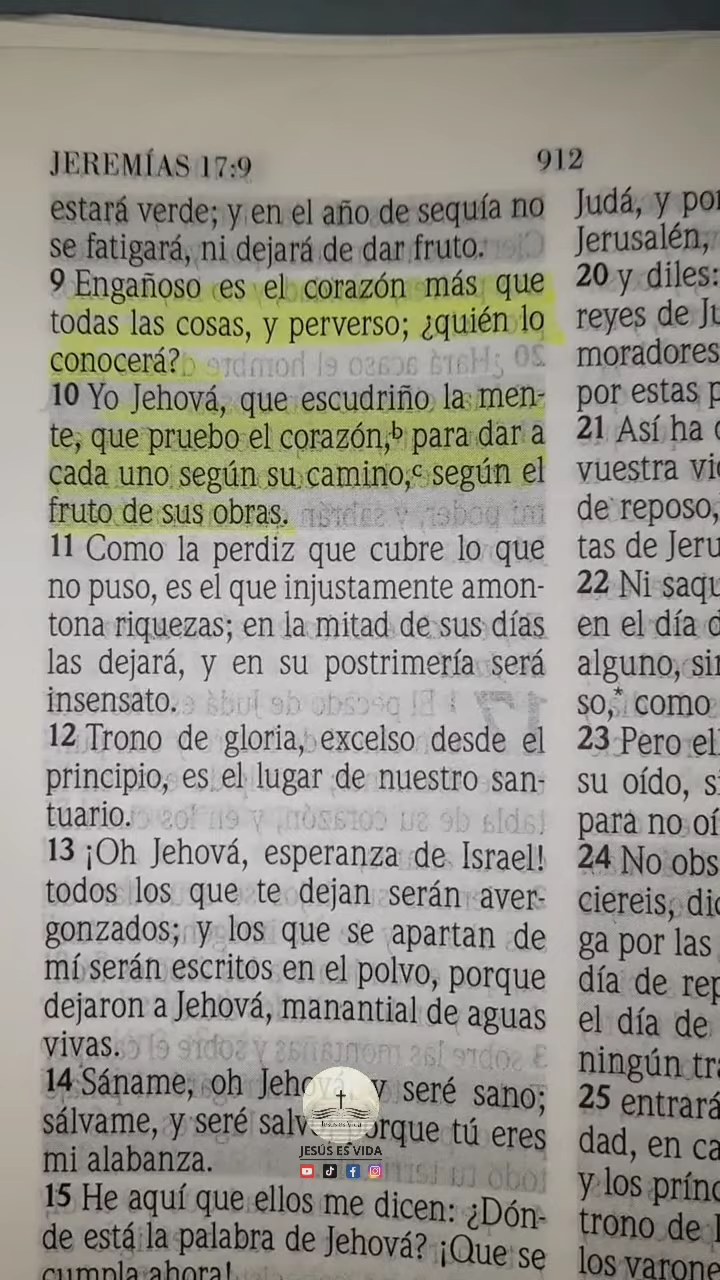 JEREMÍAS 17:9
912
estará verde; y en el año de sequía no
se fatigará, ni dejará de dar fruto.
9 Engañoso es el corazón más que
todas las cosas, y perverso; ¿quién lo
conocerá?
10 Yo Jehová, que escudriño la men-
te, que pruebo el corazón,ᵇ para dar a
cada uno según su camino,ᶜ según el
fruto de sus obras.
11 Como la perdiz que cubre lo que
no puso, es el que injustamente amon-
tona riquezas; en la mitad de sus días
las dejará, y en su postrimería será
insensato.
12 Trono de gloria, excelso desde el
principio, es el lugar de nuestro san-
tuario.
13 ¡Oh Jehová, esperanza de Israel!
todos los que te dejan serán aver-
gonzados; y los que se apartan de
mí serán escritos en el polvo, porque
dejaron a Jehová, manantial de aguas
vivas.
14 Sáname, oh Jehová, y seré sano;
sálvame, y seré salv orque tú eres
mi alabanza.
15 He aquí que ellos me dicen: ¿Dón-
de está la palabra de Jehová? ¡Que se
cumpla ahora!
Judá, y por
Jerusalén,
20 y diles:
reyes de Ju
moradores
por estas p
21 Así ha d
vuestra vid
de reposo,
tas de Jeru
22 Ni saqu
en el día d
alguno, sin
so,* como
23 Pero ell
su oído, si
para no oí
24 No obs
ciereis, dic
ga por las
día de rep
el día de
ningún tra
25 entrará
dad, en ca
y los prínc
trono de D
los varone
Jesús es Vida
JESÚS ES VIDA